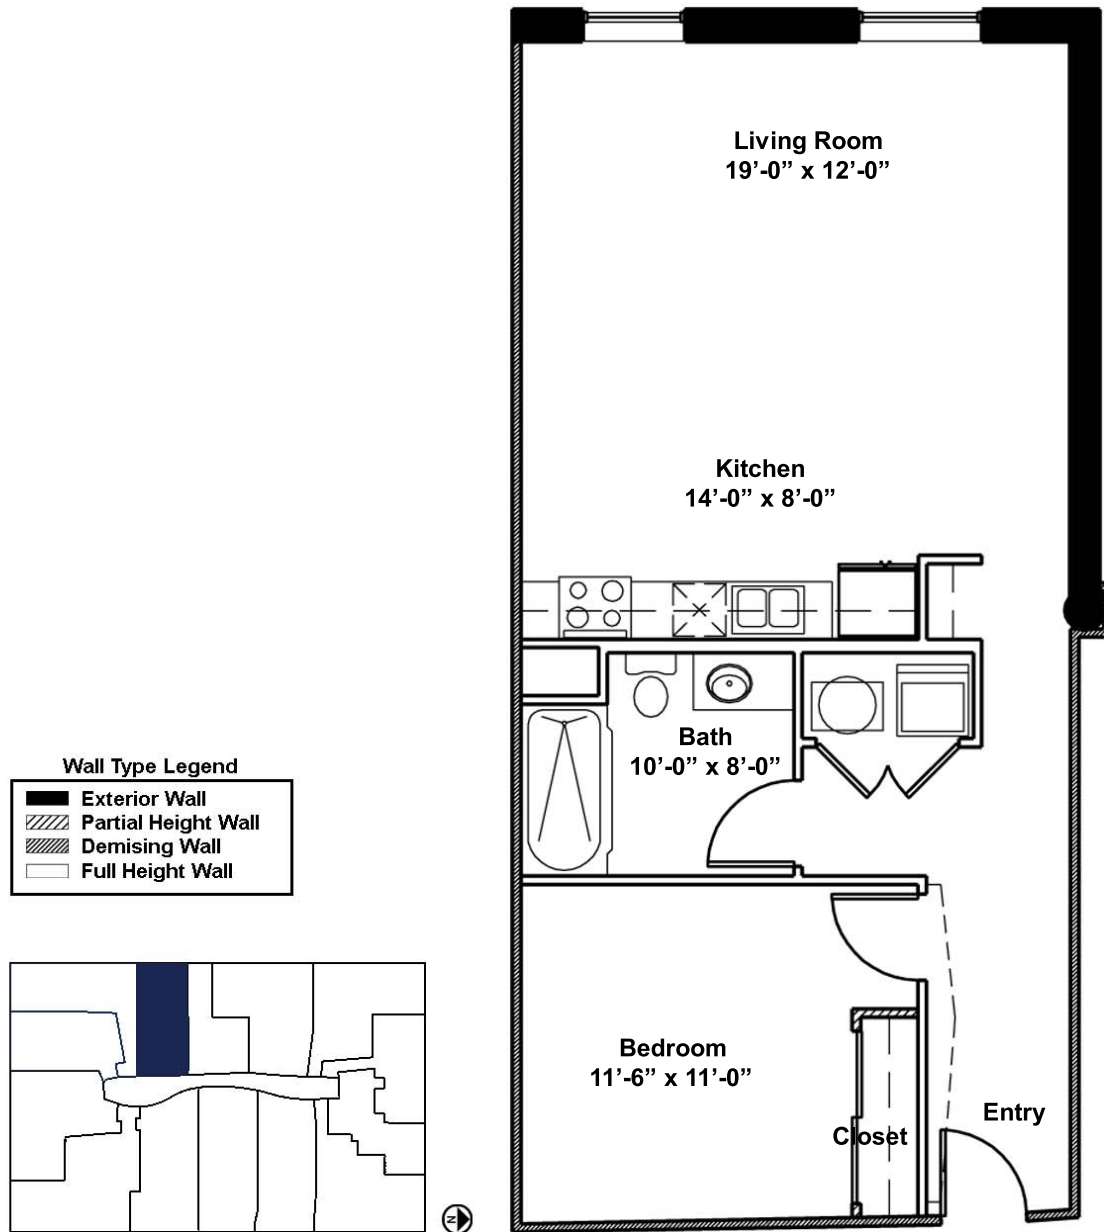 Living Room
19’-0” x 12’-0”
Kitchen
14’-0” x 8’-0”
Bath
10’-0” x 8’-0”
Wall Type Legend
Exterior Wall
Partial Height Wall
Demising Wall
Full Height Wall
Bedroom
11’-6” x 11’-0”
Closet
Entry
N